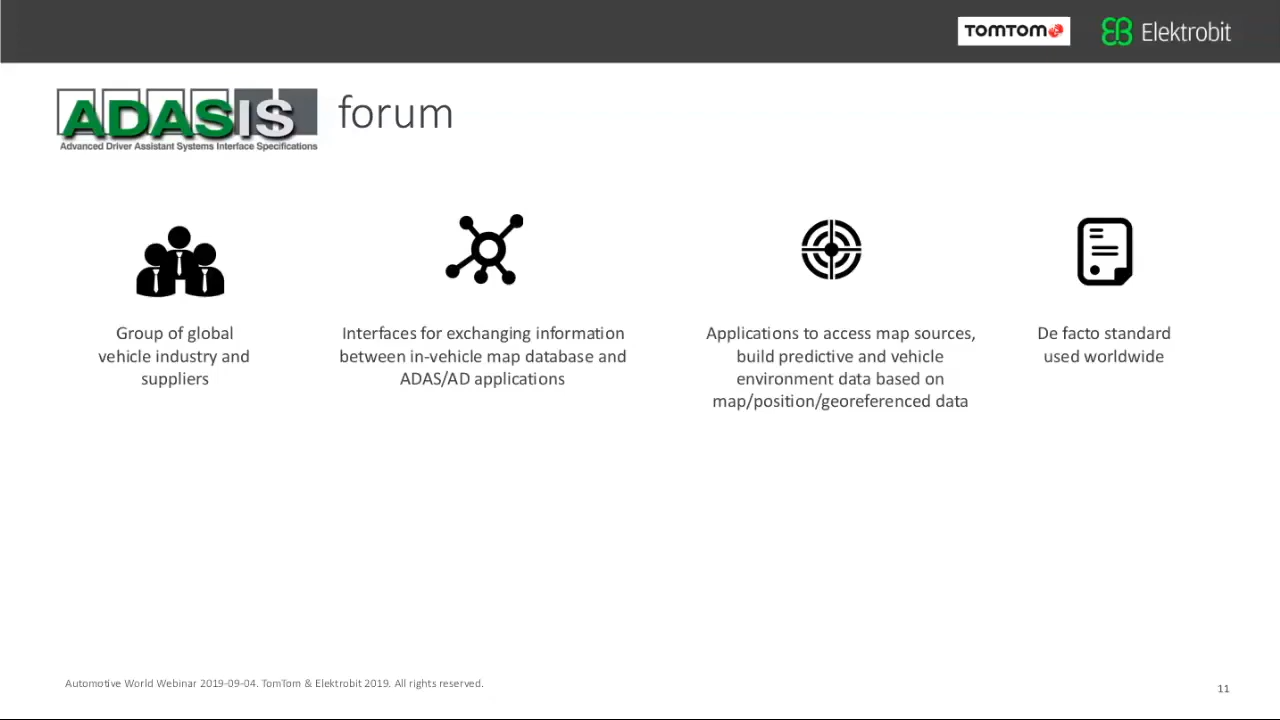 TOMTOM
Elektrobit
ADASIS forum
Advanced Driver Assistant Systems Interface Specifications
Group of global
vehicle industry and
suppliers
Interfaces for exchanging information
between in-vehicle map database and
ADAS/AD applications
Applications to access map sources,
build predictive and vehicle
environment data based on
map/position/georeferenced data
De facto standard
used worldwide
Automotive World Webinar 2019-09-04. TomTom & Elektrobit 2019. All rights reserved.
11